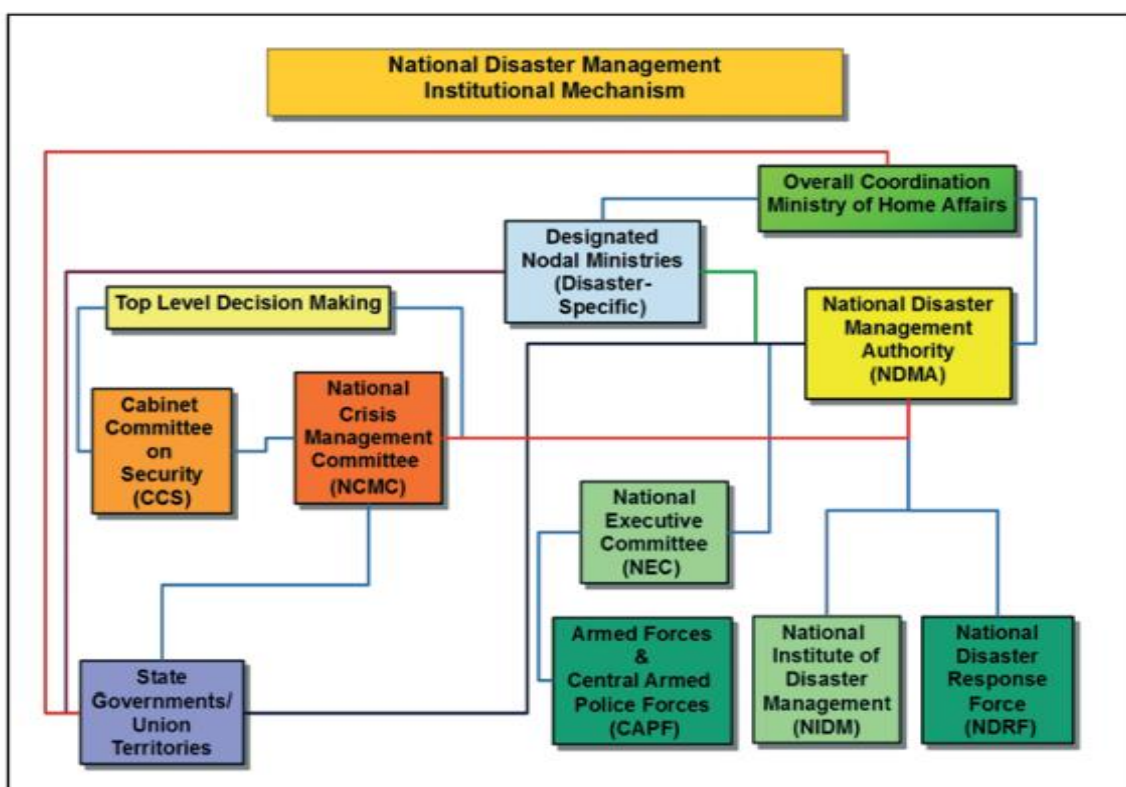 National Disaster Management
Institutional Mechanism
Overall Coordination
Ministry of Home Affairs
Designated
Nodal Ministries
(Disaster-
Specific)
Top Level Decision Making
National Disaster
Management
Authority
(NDMA)
Cabinet
Committee
on
Security
(CCS)
National
Crisis
Management
Committee
(NCMC)
National
Executive
Committee
(NEC)
State
Governments/
Union
Territories
Armed Forces
&
Central Armed
Police Forces
(CAPF)
National
Institute of
Disaster
Management
(NIDM)
National
Disaster
Response
Force
(NDRF)